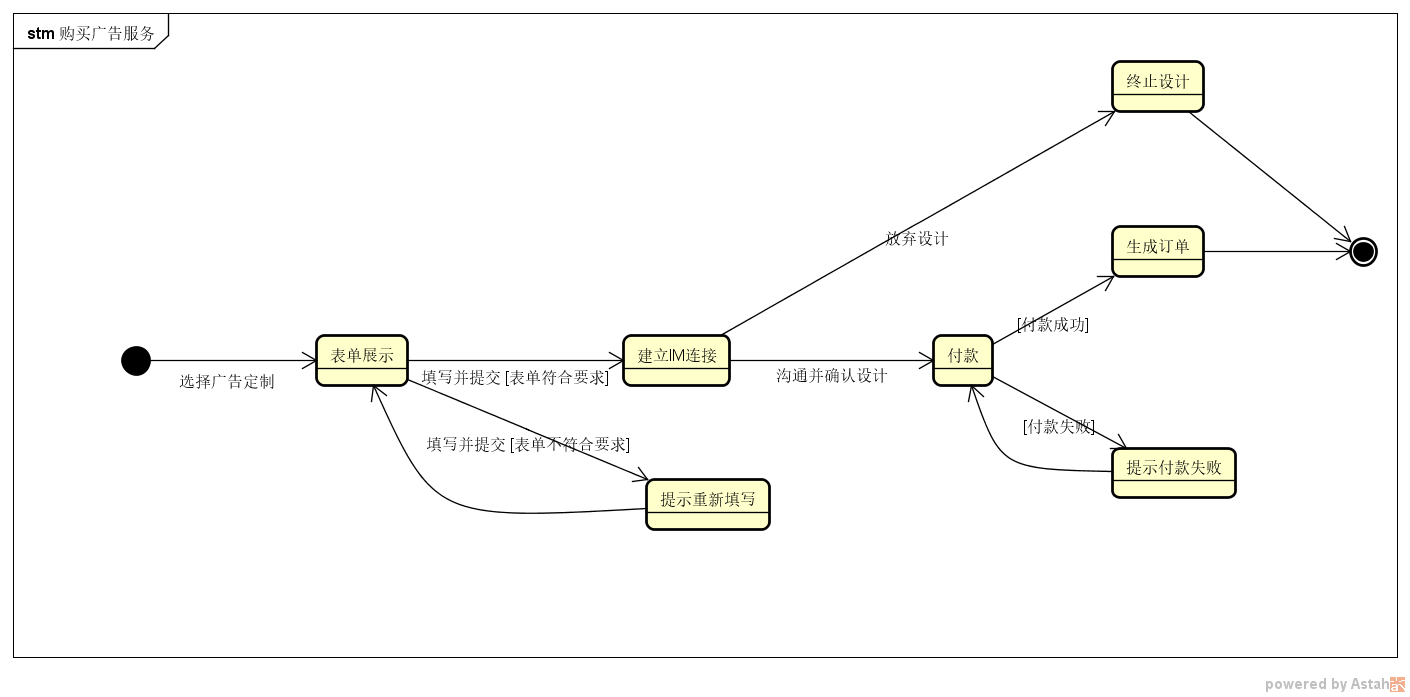 stm 购买广告服务
终止设计
放弃设计
生成订单
[付款成功]
表单展示
建立IM连接
付款
选择广告定制
填写并提交 [表单符合要求]
沟通并确认设计
[付款失败]
填写并提交 [表单不符合要求]
提示付款失败
提示重新填写
powered by Astah